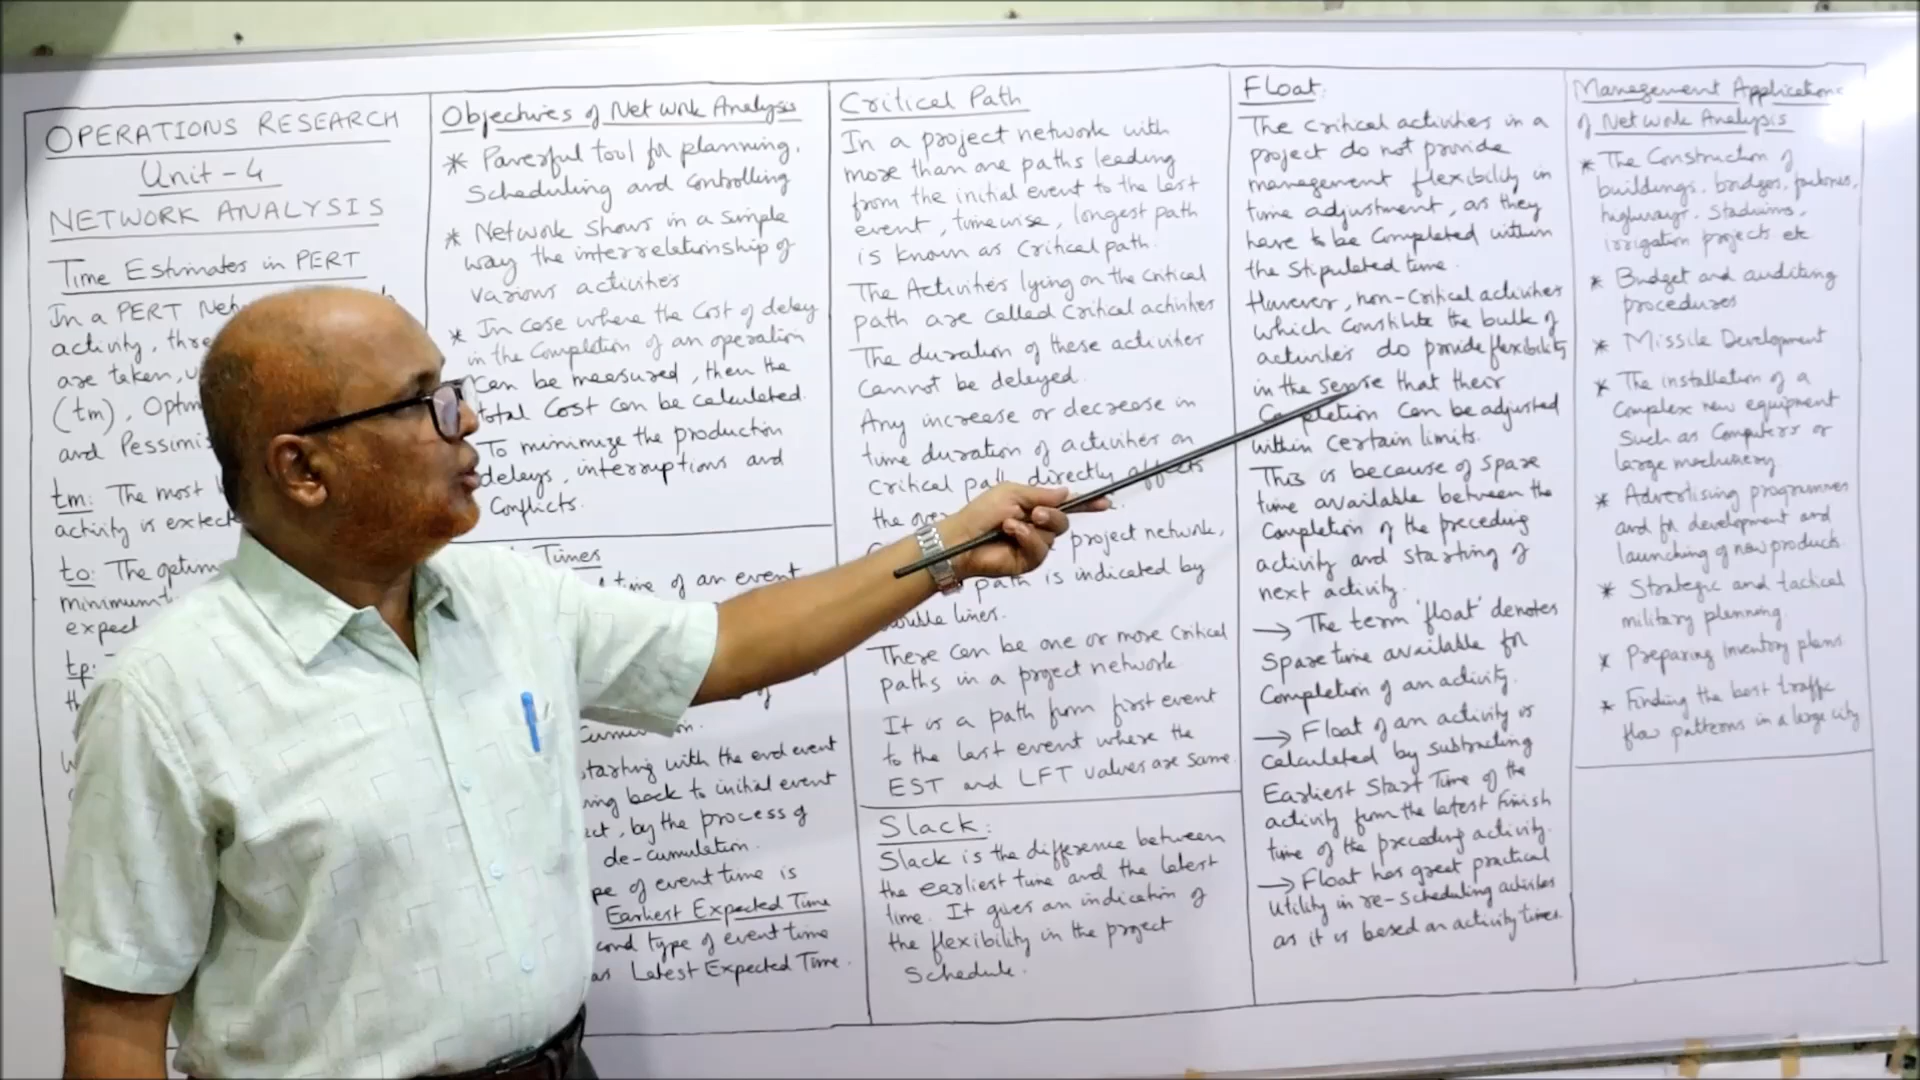 OPERATIONS RESEARCH
Unit - 4
NETWORK ANALYSIS
Time Estimates in PERT
In a PERT
activity, thre
are taken,
(tm), Optm
and Pessimis
tm: The most
activity is
to: The optim
minimum
expect
tp:
Objectives of Network Analysis
* Powerful tool for planning,
Scheduling and controlling
* Network shows in a simple
way the interrelationship of
various activities
* In case where the cost of delay
in the completion of an operation
can be measured, then the
total cost can be calculated.
To minimize the production
delays, interruptions and
Conflicts.
Times
time of an event
of
starting with the end event
ing back to initial event
ect, by the process of
de-cumulation.
pe of event time is
Earliest Expected Time
cond type of event time
as Latest Expected Time.
Critical Path
In a project network with
more than one paths leading
from the initial event to the last
event, timewise, longest path
is known as Critical path.
The Activities lying on the critical
path are called Critical activities
The duration of these activities
cannot be delayed.
Any increase or decrease in
time duration of activities on
Critical path directly affects
the
project network,
path is indicated by
double lines.
There can be one or more Critical
paths in a project network.
It is a path from first event
to the last event where the
EST and LFT values are same.
Slack:
Slack is the difference between
the earliest time and the latest
time. It gives an indication of
the flexibility in the project
Schedule.
Float:
The critical activities in a
project do not provide
management flexibility in
time adjustment, as they
have to be completed within
the stipulated time.
However, non-critical activities
which constitute the bulk of
activities do provide flexibility
in the sense that their
Completion can be adjusted
within certain limits.
This is because of spare
time available between the
Completion of the preceding
activity and starting of
next activity.
→ The term 'float' denotes
Spare time available for
Completion of an activity.
→ Float of an activity is
calculated by subtracting
Earliest Start Time of the
activity from the latest Finish
time of the preceding activity.
→ Float has great practical
utility in re-scheduling activities
as it is based on activity times.
Management Applications
of Network Analysis
* The Construction of
buildings, bridges, factories,
highways, Stadiums,
irrigation projects etc
* Budget and auditing
procedures
* Missile Development
* The installation of a
Complex new equipment
Such as Computers or
large machinery
* Advertising programmes
and for development and
launching of new products
* Strategic and tactical
military planning.
* Preparing inventory plans
* Finding the best traffic
flow patterns in a large city